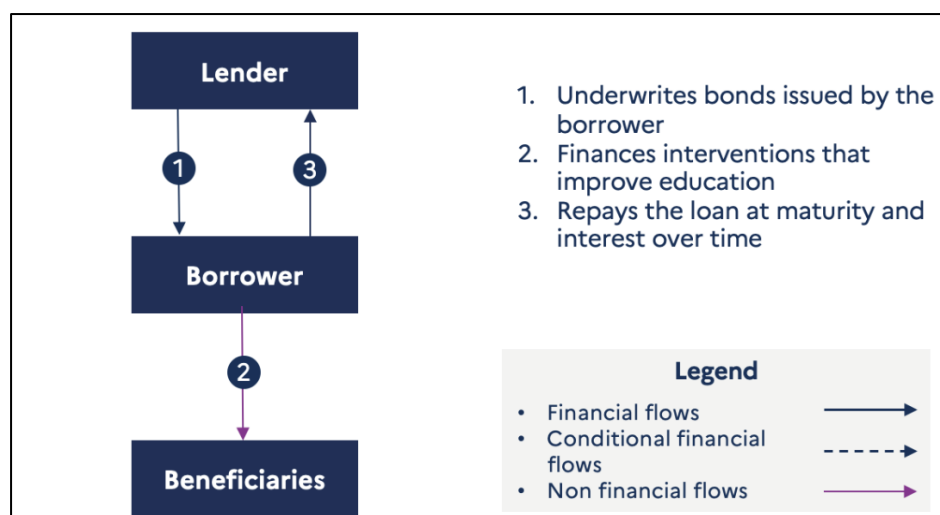 Lender
1
3
Borrower
2
Beneficiaries
1. Underwrites bonds issued by the
borrower
2. Finances interventions that
improve education
3. Repays the loan at maturity and
interest over time
Legend
• Financial flows
• Conditional financial
flows
• Non financial flows